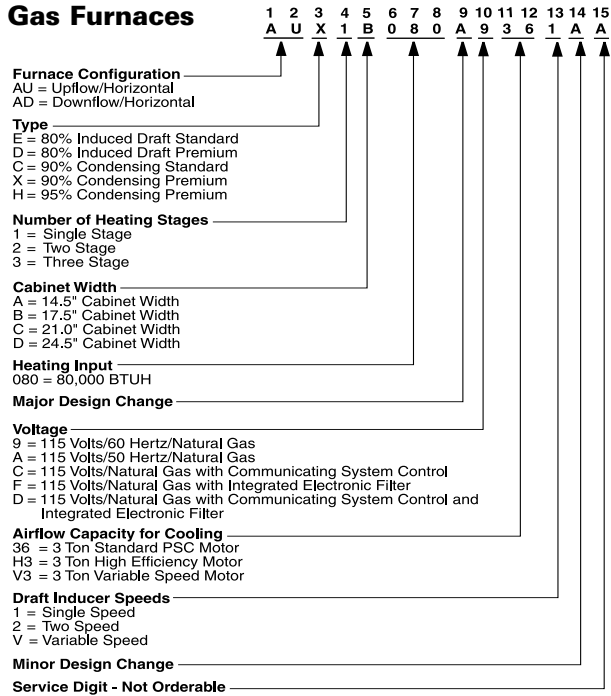 Gas Furnaces
1 2 3 4 5 6 7 8 9 10 11 12 13 14 15
A U X 1 B 0 8 0 A 9 3 6 1 A A
Furnace Configuration
AU = Upflow/Horizontal
AD = Downflow/Horizontal
Type
E = 80% Induced Draft Standard
D = 80% Induced Draft Premium
C = 90% Condensing Standard
X = 90% Condensing Premium
H = 95% Condensing Premium
Number of Heating Stages
1 = Single Stage
2 = Two Stage
3 = Three Stage
Cabinet Width
A = 14.5" Cabinet Width
B = 17.5" Cabinet Width
C = 21.0" Cabinet Width
D = 24.5" Cabinet Width
Heating Input
080 = 80,000 BTUH
Major Design Change
Voltage
9 = 115 Volts/60 Hertz/Natural Gas
A = 115 Volts/50 Hertz/Natural Gas
C = 115 Volts/Natural Gas with Communicating System Control
F = 115 Volts/Natural Gas with Integrated Electronic Filter
D = 115 Volts/Natural Gas with Communicating System Control and
Integrated Electronic Filter
Airflow Capacity for Cooling
36 = 3 Ton Standard PSC Motor
H3 = 3 Ton High Efficiency Motor
V3 = 3 Ton Variable Speed Motor
Draft Inducer Speeds
1 = Single Speed
2 = Two Speed
V = Variable Speed
Minor Design Change
Service Digit - Not Orderable